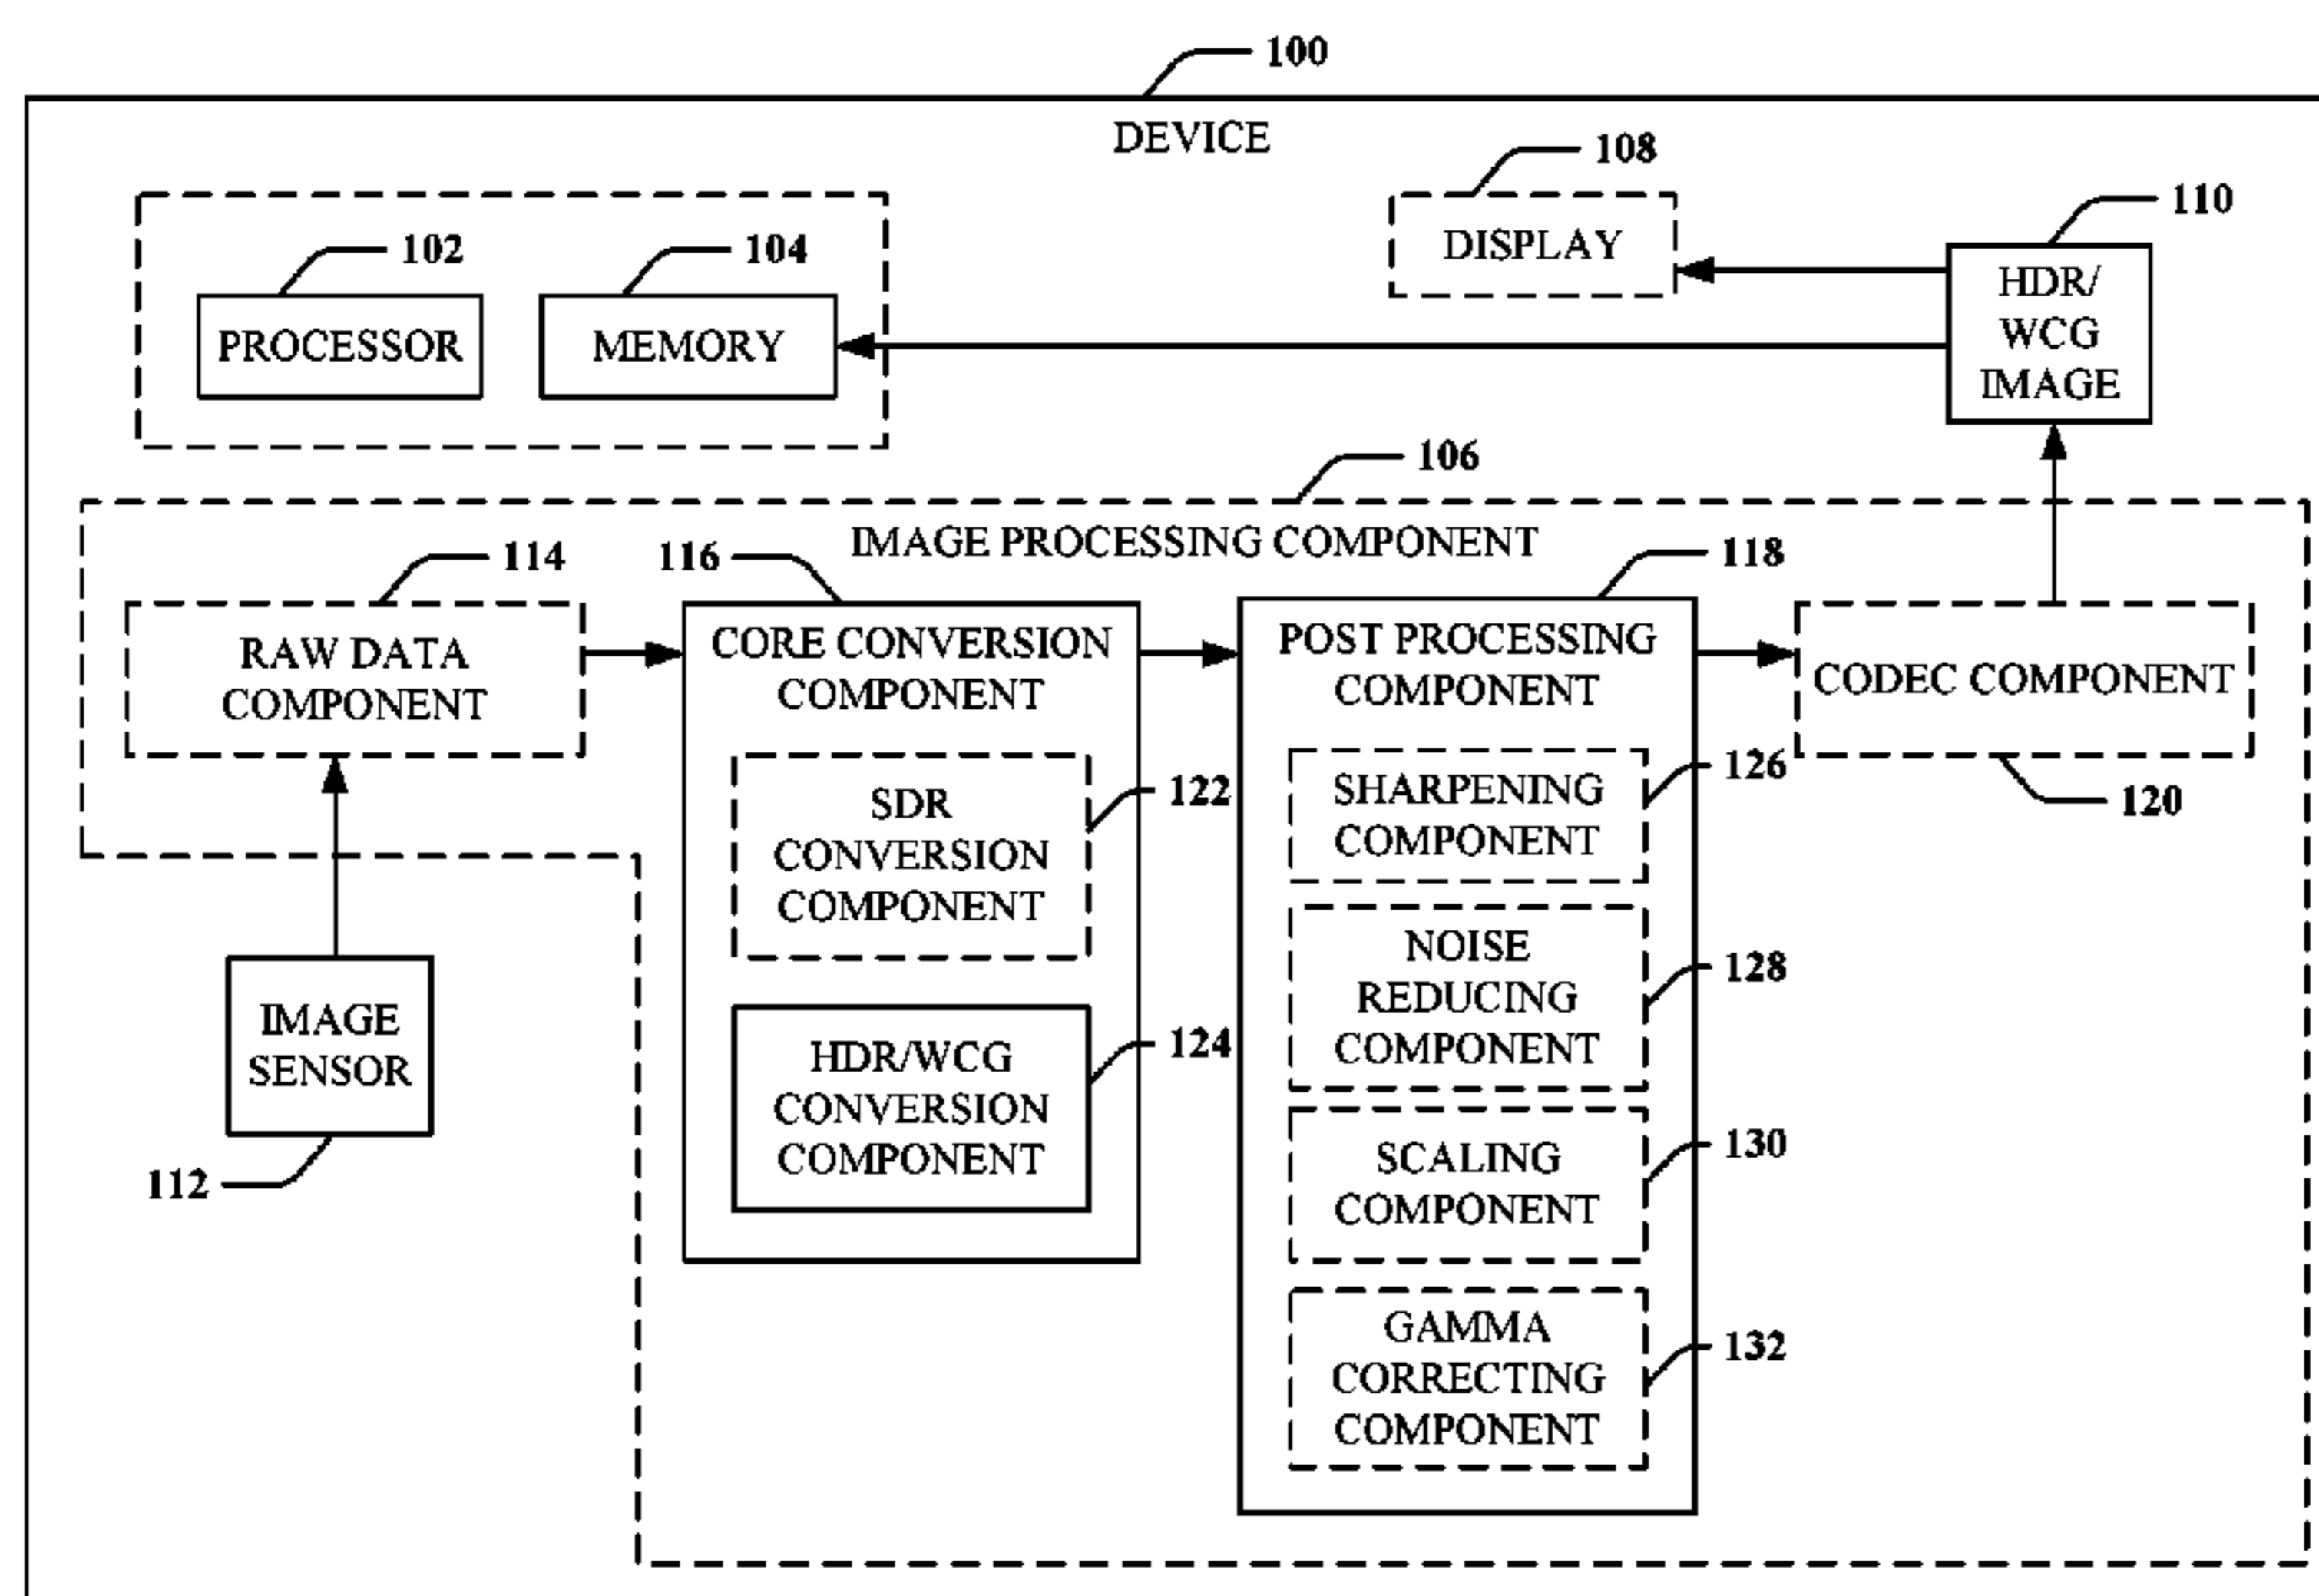 100
DEVICE
108
110
102
104
DISPLAY
HDR/
WCG
IMAGE
PROCESSOR
MEMORY
106
IMAGE PROCESSING COMPONENT
114
116
118
RAW DATA
COMPONENT
CORE CONVERSION
COMPONENT
POST PROCESSING
COMPONENT
CODEC COMPONENT
120
SDR
CONVERSION
COMPONENT
122
SHARPENING
COMPONENT
126
NOISE
REDUCING
COMPONENT
128
IMAGE
SENSOR
112
HDR/WCG
CONVERSION
COMPONENT
124
SCALING
COMPONENT
130
GAMMA
CORRECTING
COMPONENT
132